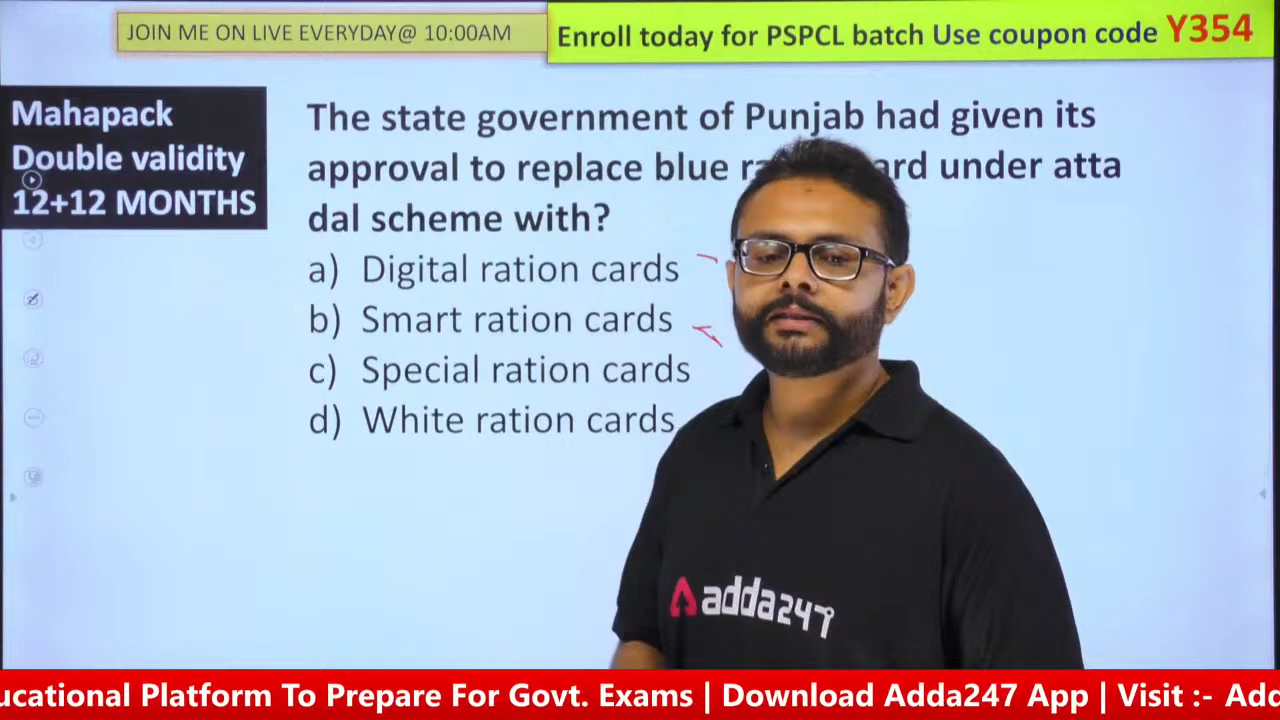 JOIN ME ON LIVE EVERYDAY@ 10:00AM
Enroll today for PSPCL batch Use coupon code Y354
Mahapack
Double validity
12+12 MONTHS
The state government of Punjab had given its
approval to replace blue under atta
dal scheme with?
a) Digital ration cards
b) Smart ration cards
c) Special ration cards
d) White ration cards
adda247
Platform To Prepare For Govt. Exams | Download Adda247 App | Visit :-